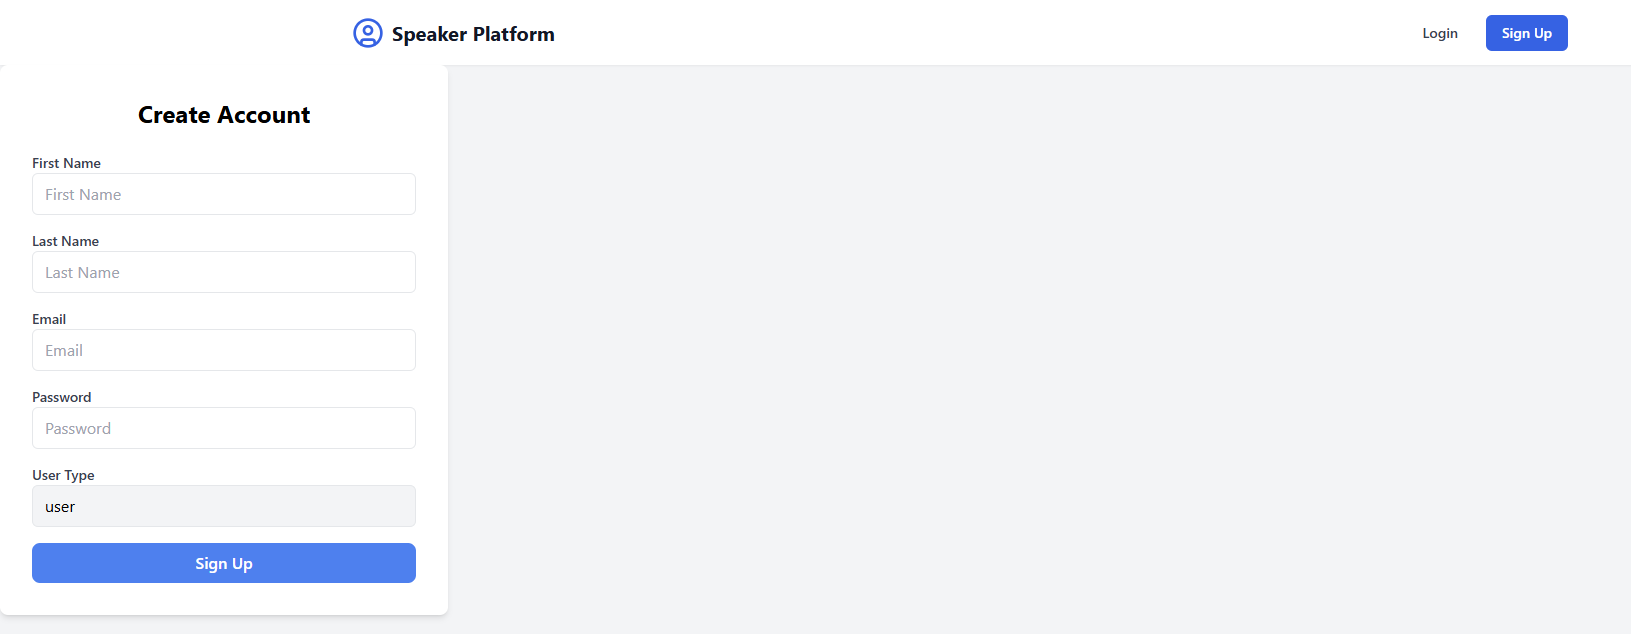 Speaker Platform
Login
Sign Up
Create Account
First Name
First Name
Last Name
Last Name
Email
Email
Password
Password
User Type
user
Sign Up